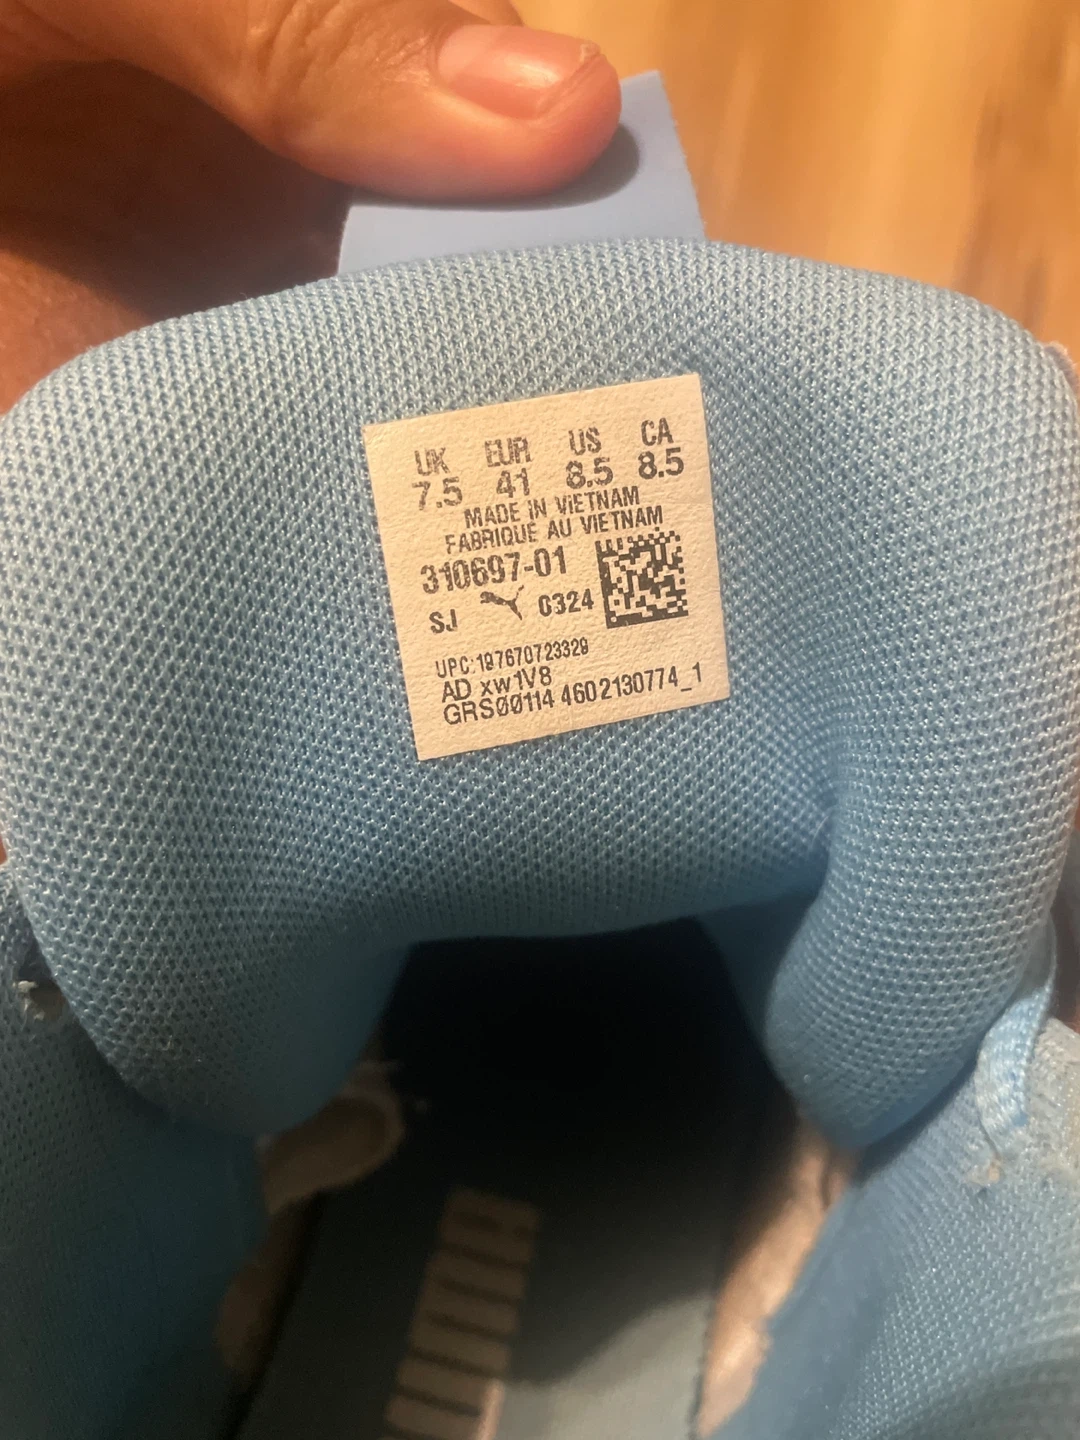 UK EUR US CA
7.5 41 8.5 8.5
MADE IN VIETNAM
FABRIQUE AU VIETNAM
310697-01
SJ 0324
UPC:197670723329
AD xw1V8
GRS00114 4602130774_1